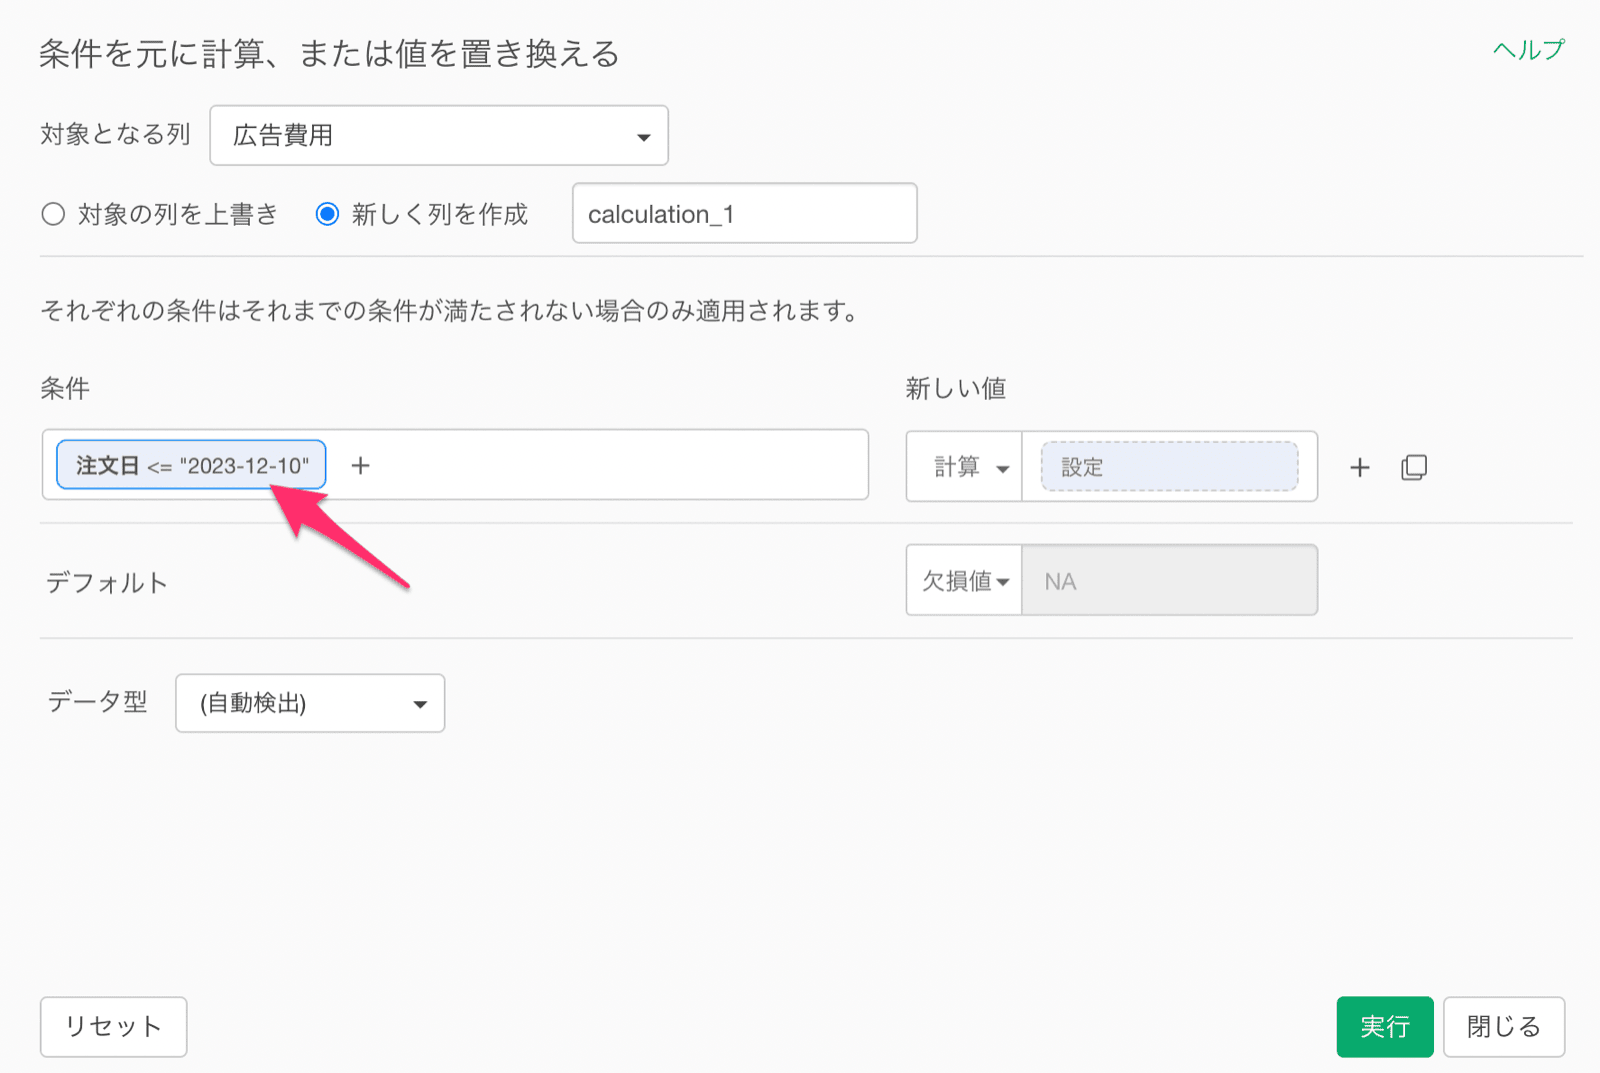 条件を元に計算、または値を置き換える
ヘルプ
対象となる列 広告費用
対象の列を上書き 新しく列を作成 calculation_1
それぞれの条件はそれまでの条件が満たされない場合のみ適用されます。
条件 新しい値
注文日 <= "2023-12-10" + 計算 設定 +
デフォルト 欠損値 NA
データ型 (自動検出)
リセット 実行 閉じる